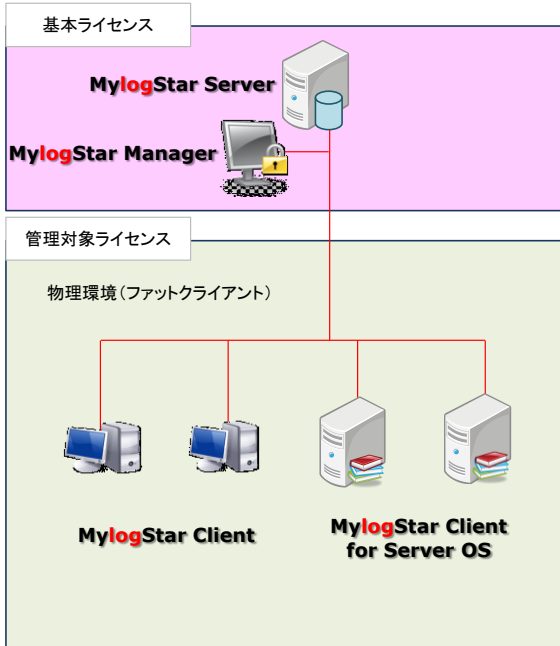 基本ライセンス
MylogStar Server
MylogStar Manager
管理対象ライセンス
物理環境（ファットクライアント）
MylogStar Client
MylogStar Client
for Server OS